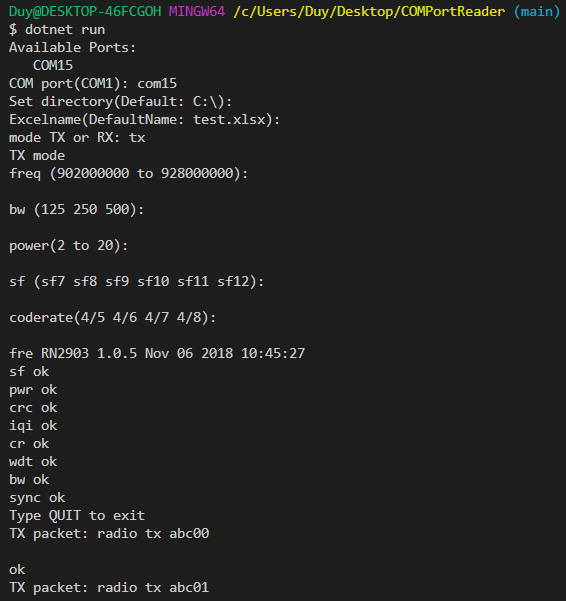 Duy@DESKTOP-46FCGOH MINGW64 /c/Users/Duy/Desktop/COMPortReader (main)
$ dotnet run
Available Ports:
   COM15
COM port(COM1): com15
Set directory(Default: C:\):
Excelname(DefaultName: test.xlsx):
mode TX or RX: tx
TX mode
freq (902000000 to 928000000):
bw (125 250 500):
power(2 to 20):
sf (sf7 sf8 sf9 sf10 sf11 sf12):
coderate(4/5 4/6 4/7 4/8):
fre RN2903 1.0.5 Nov 06 2018 10:45:27
sf ok
pwr ok
crc ok
iqi ok
cr ok
wdt ok
bw ok
sync ok
Type QUIT to exit
TX packet: radio tx abc00
ok
TX packet: radio tx abc01